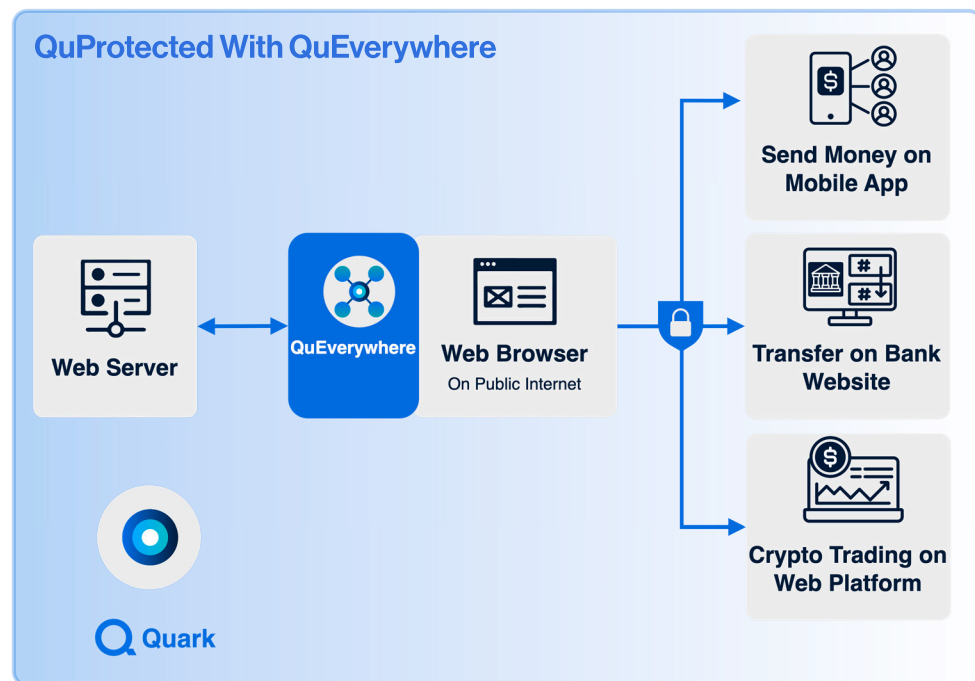 QuProtected With QuEverywhere
Send Money on
Mobile App
Web Server
QuEverywhere
Web Browser
On Public Internet
Transfer on Bank
Website
Crypto Trading on
Web Platform
Quark